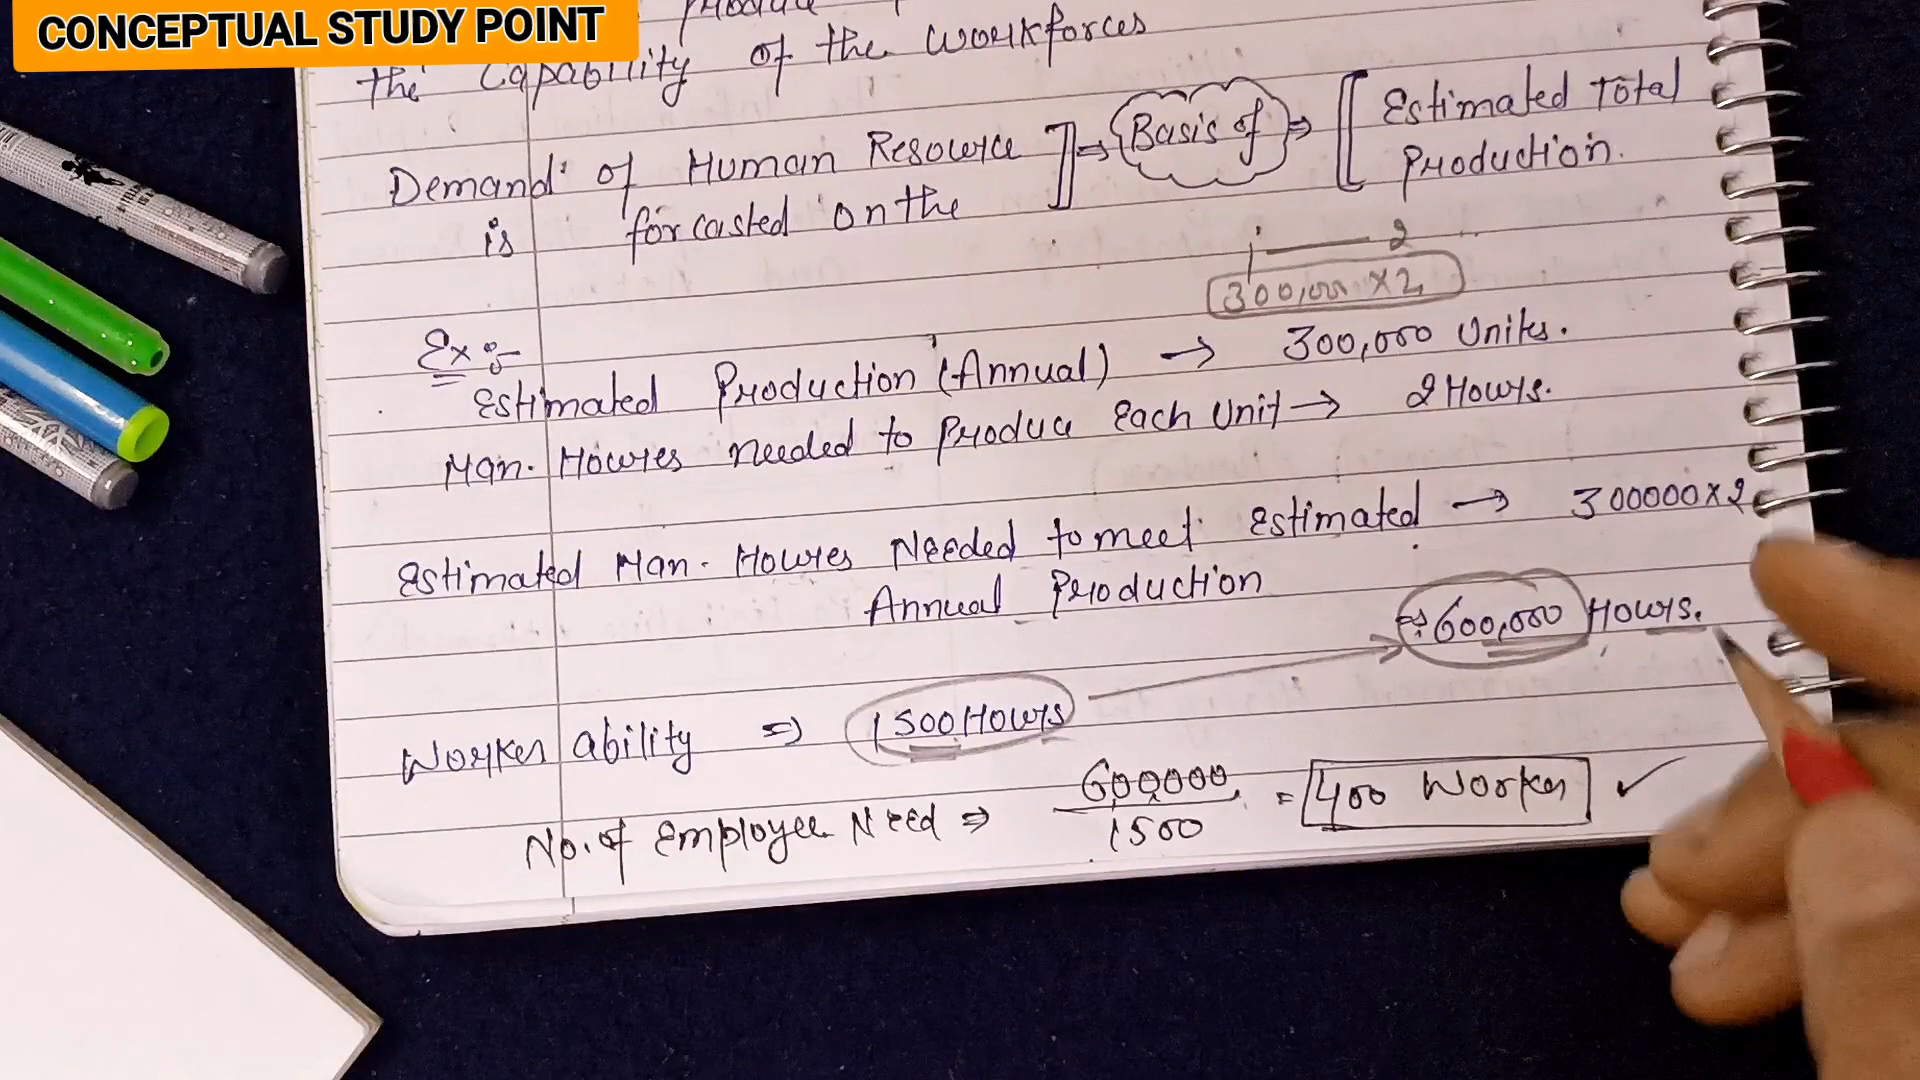 CONCEPTUAL STUDY POINT
the Capability of the workforces
Demand of Human Resource ⇒ Basis of ⇒ Estimated Total
is forcasted on the Production.
1 — 2
300,000 × 2
Ex :-
Estimated Production (Annual) → 300,000 Units.
Man. Houres needed to Produce Each Unit → 2 Hours.
Estimated Man. Houres Needed to meet Estimated → 300000 × 2
Annual Production
⇒ 600,000 Hours.
Worker ability ⇒ 1500 Hours
No. of Employee Need ⇒ 600000 / 1500 = 400 Worker ✓